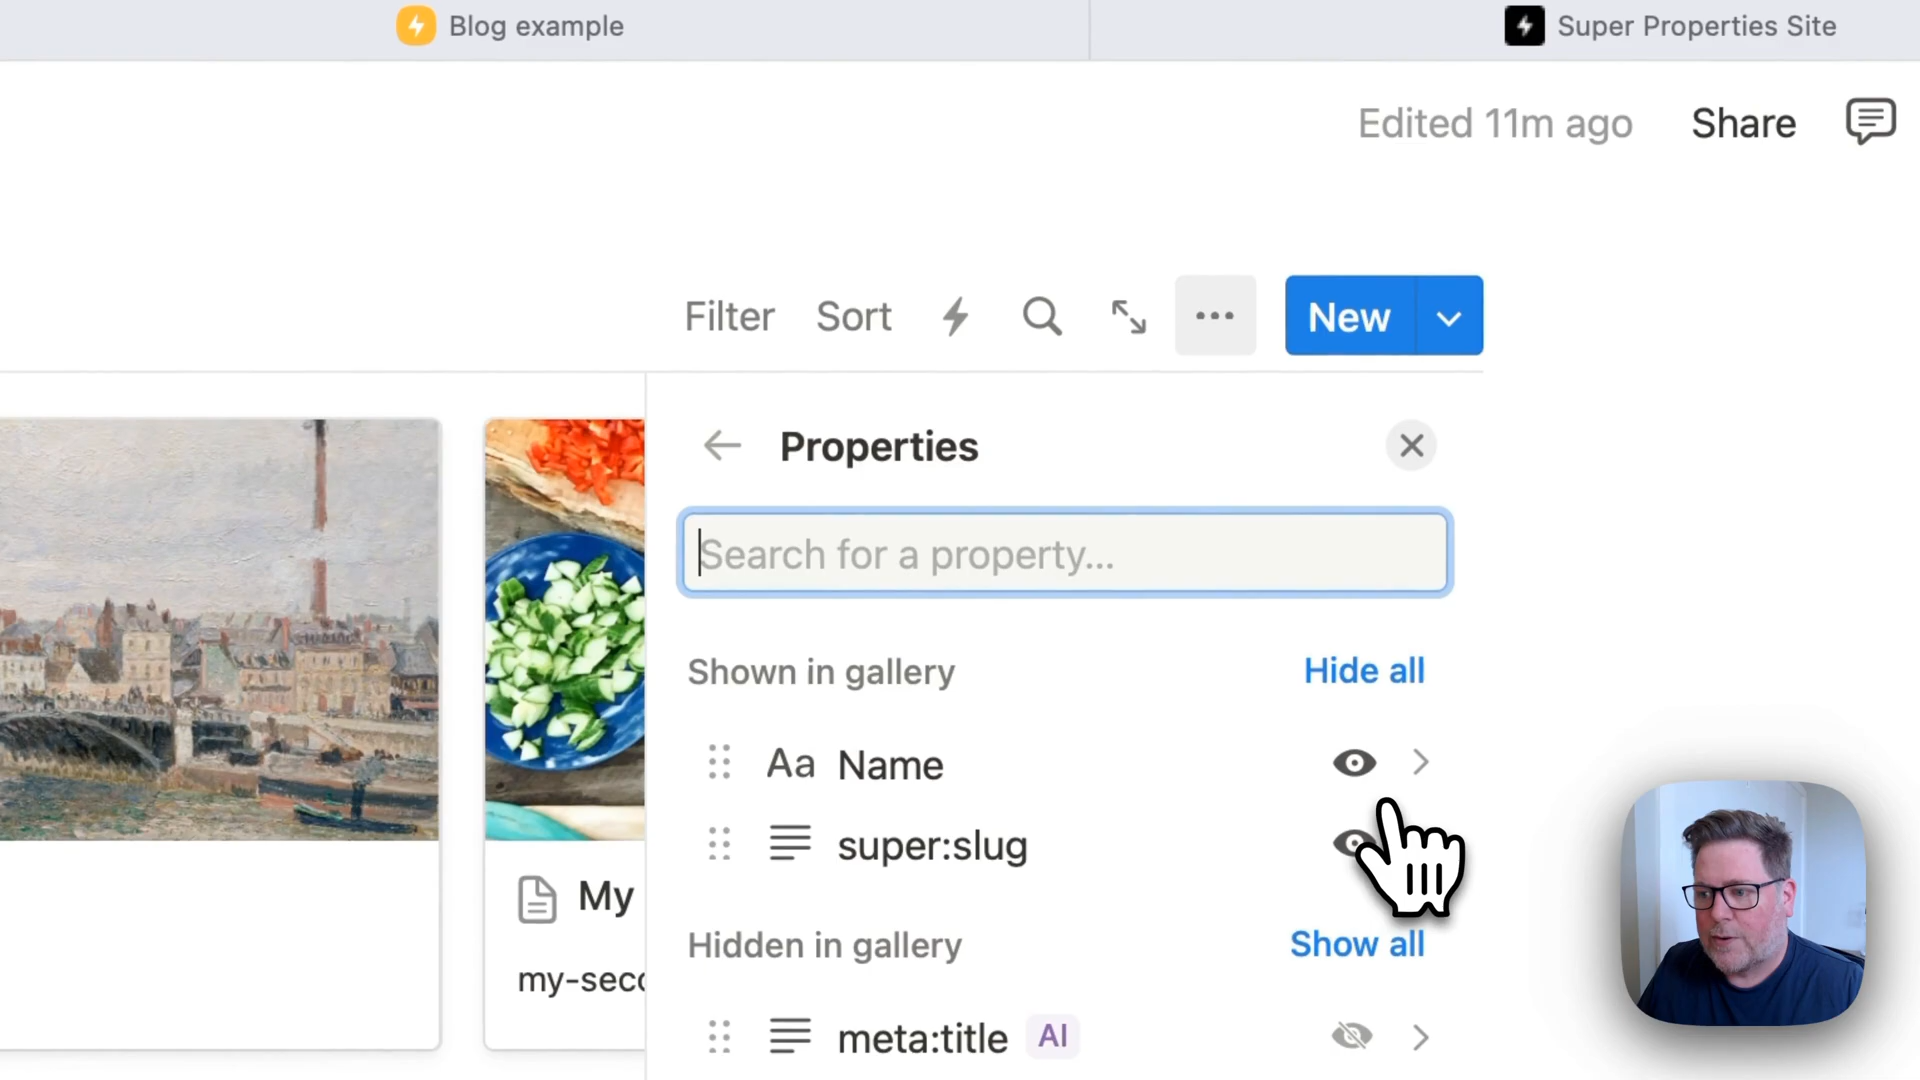 Blog example
Super Properties Site
Edited 11m ago Share
Filter Sort New
Properties
Search for a property...
Shown in gallery Hide all
Aa Name
super:slug
My
Hidden in gallery Show all
my-seco
meta:title AI